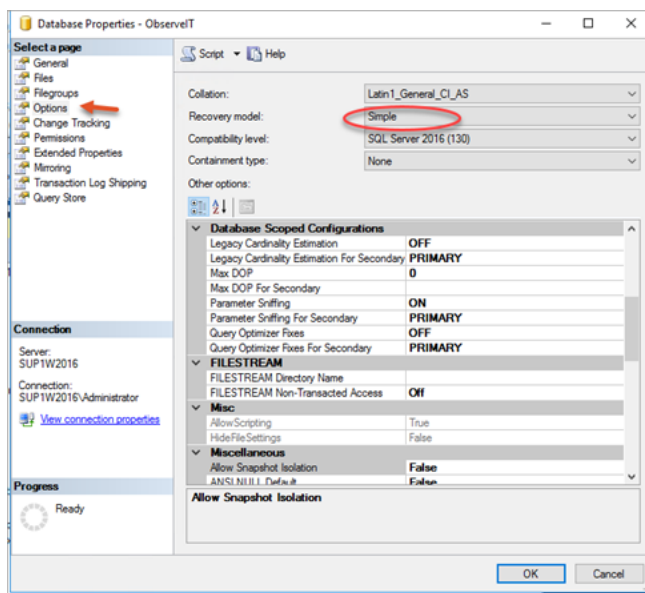 Database Properties - ObserveIT
Select a page
General
Files
Filegroups
Options
Change Tracking
Permissions
Extended Properties
Mirroring
Transaction Log Shipping
Query Store
Connection
Server:
SUP1W2016
Connection:
SUP1W2016\Administrator
View connection properties
Progress
Ready
Script Help
Collation: Latin1_General_CI_AS
Recovery model: Simple
Compatibility level: SQL Server 2016 (130)
Containment type: None
Other options:
Database Scoped Configurations
Legacy Cardinality Estimation OFF
Legacy Cardinality Estimation For Secondary PRIMARY
Max DOP 0
Max DOP For Secondary
Parameter Sniffing ON
Parameter Sniffing For Secondary PRIMARY
Query Optimizer Fixes OFF
Query Optimizer Fixes For Secondary PRIMARY
FILESTREAM
FILESTREAM Directory Name
FILESTREAM Non-Transacted Access Off
Misc
AllowScripting True
HideFileSettings False
Miscellaneous
Allow Snapshot Isolation False
ANSI NULL Default False
Allow Snapshot Isolation
OK Cancel